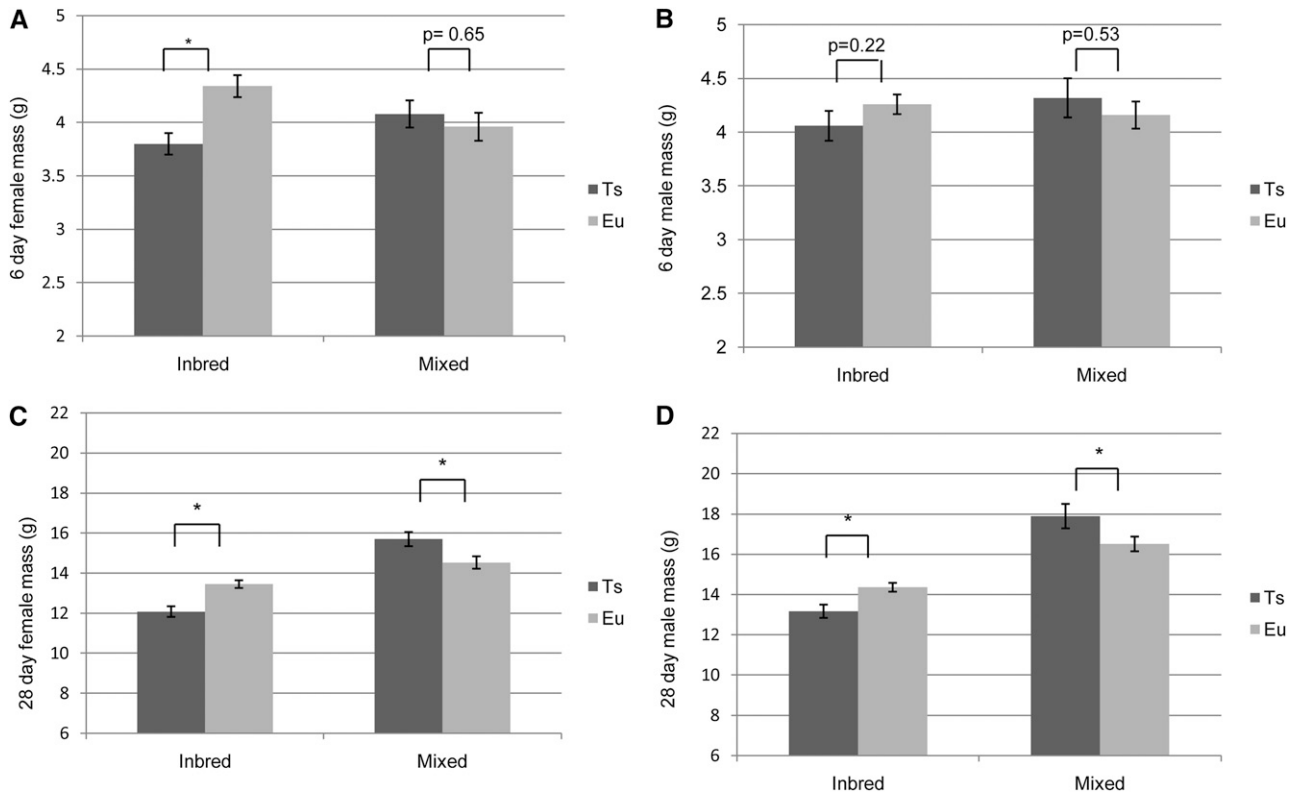 A
6 day female mass (g)
5
4.5
4
3.5
3
2.5
2
*
p= 0.65
Inbred
Mixed
Ts
Eu
B
6 day male mass (g)
5
4.5
4
3.5
3
2.5
2
p=0.22
p=0.53
Inbred
Mixed
Ts
Eu
C
28 day female mass (g)
22
20
18
16
14
12
10
8
6
*
*
Inbred
Mixed
Ts
Eu
D
28 day male mass (g)
22
20
18
16
14
12
10
8
6
*
*
Inbred
Mixed
Ts
Eu